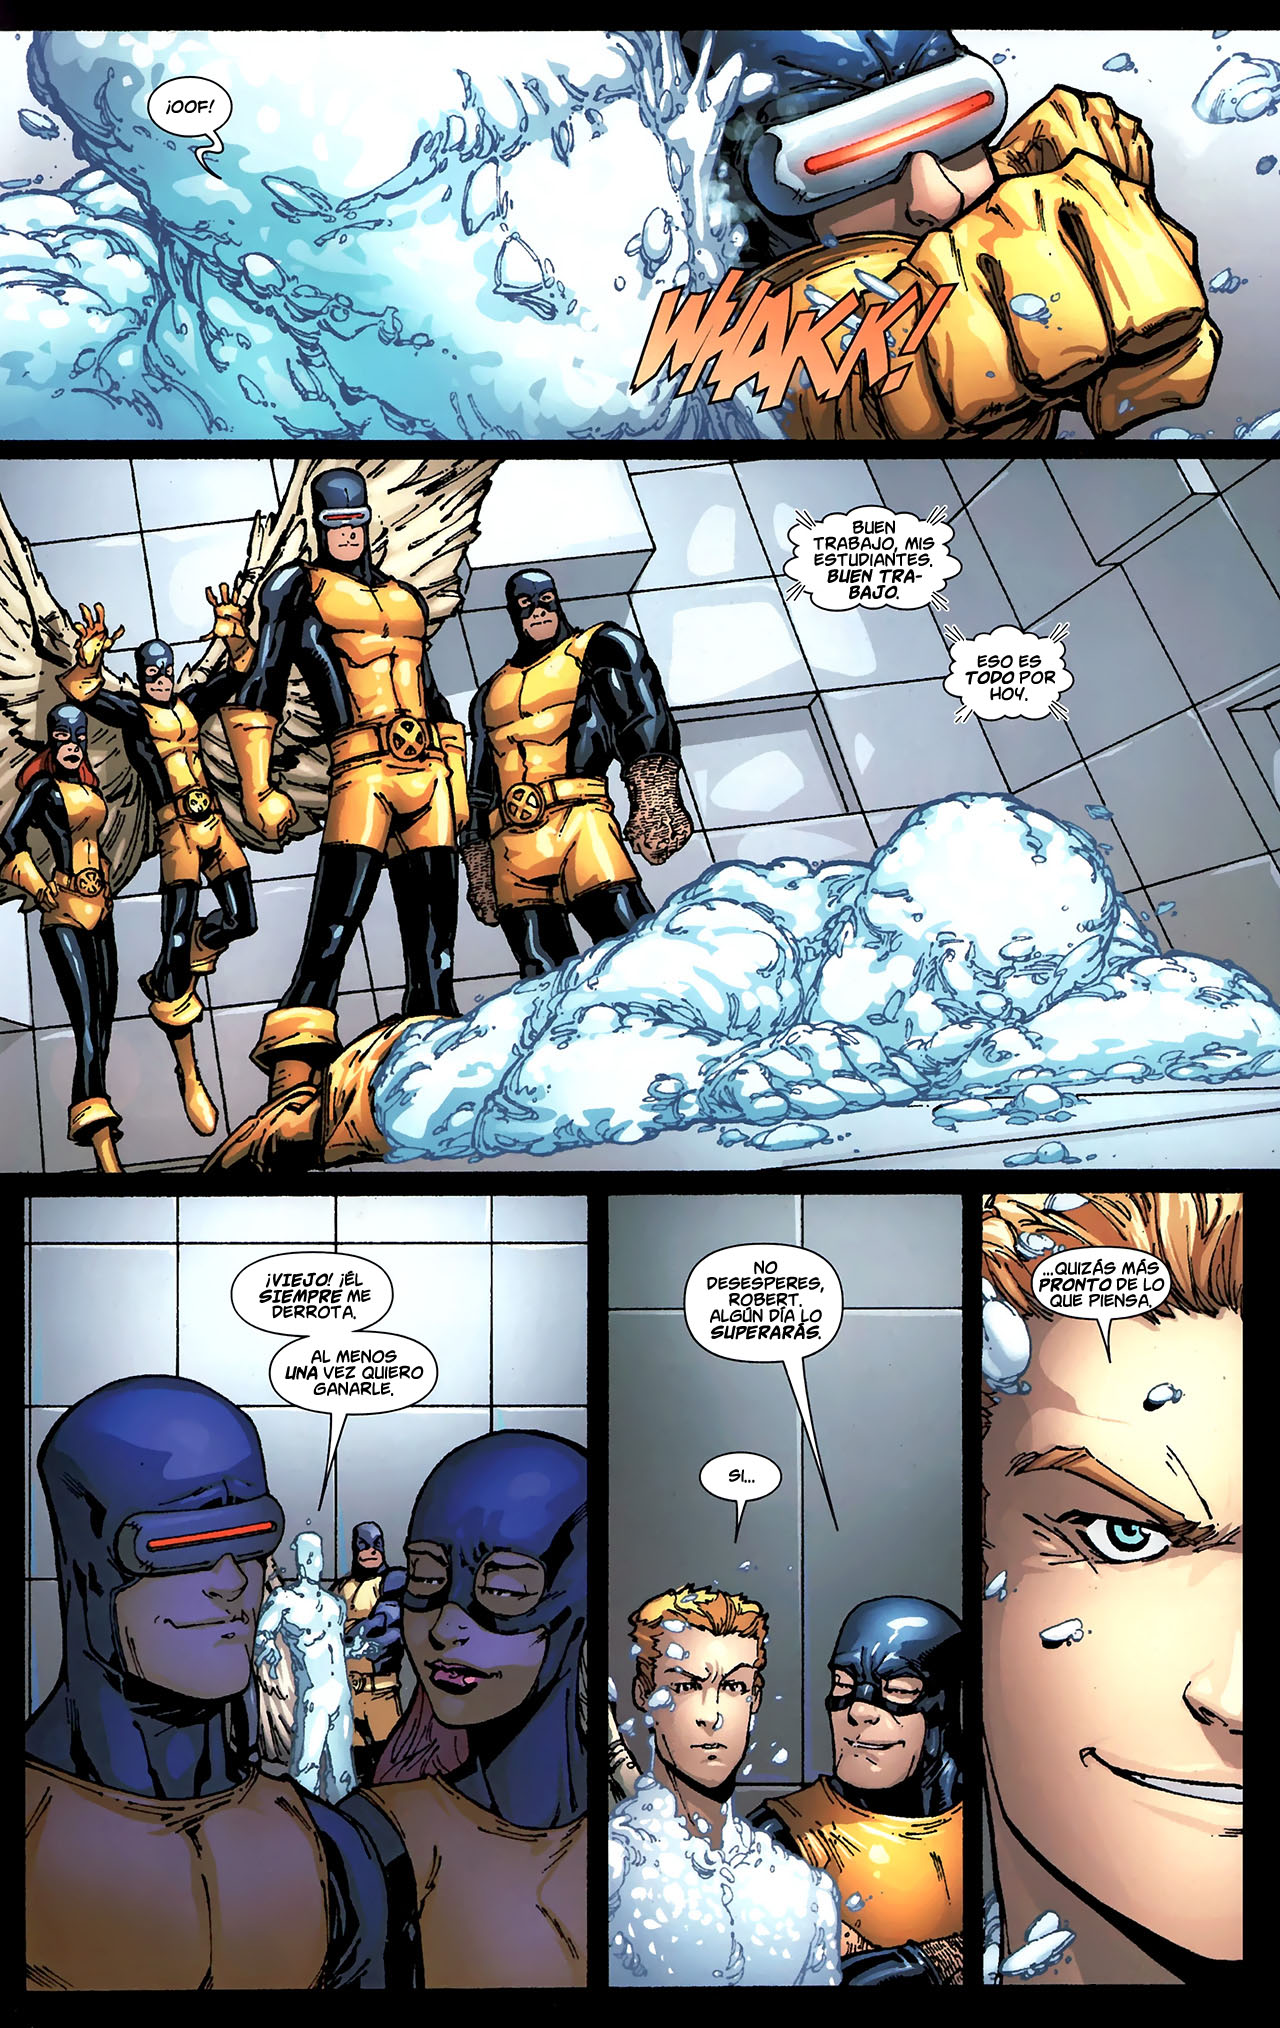 ¡OOF!
WHAKK!
BUEN
TRABAJO, MIS
ESTUDIANTES.
BUEN TRA-
BAJO.
ESO ES
TODO POR
HOY.
¡VIEJO! ¡ÉL
SIEMPRE ME
DERROTA.
AL MENOS
UNA VEZ QUIERO
GANARLE.
NO
DESESPERES,
ROBERT.
ALGÚN DÍA LO
SUPERARÁS.
SI...
...QUIZÁS MÁS
PRONTO DE LO
QUE PIENSA.